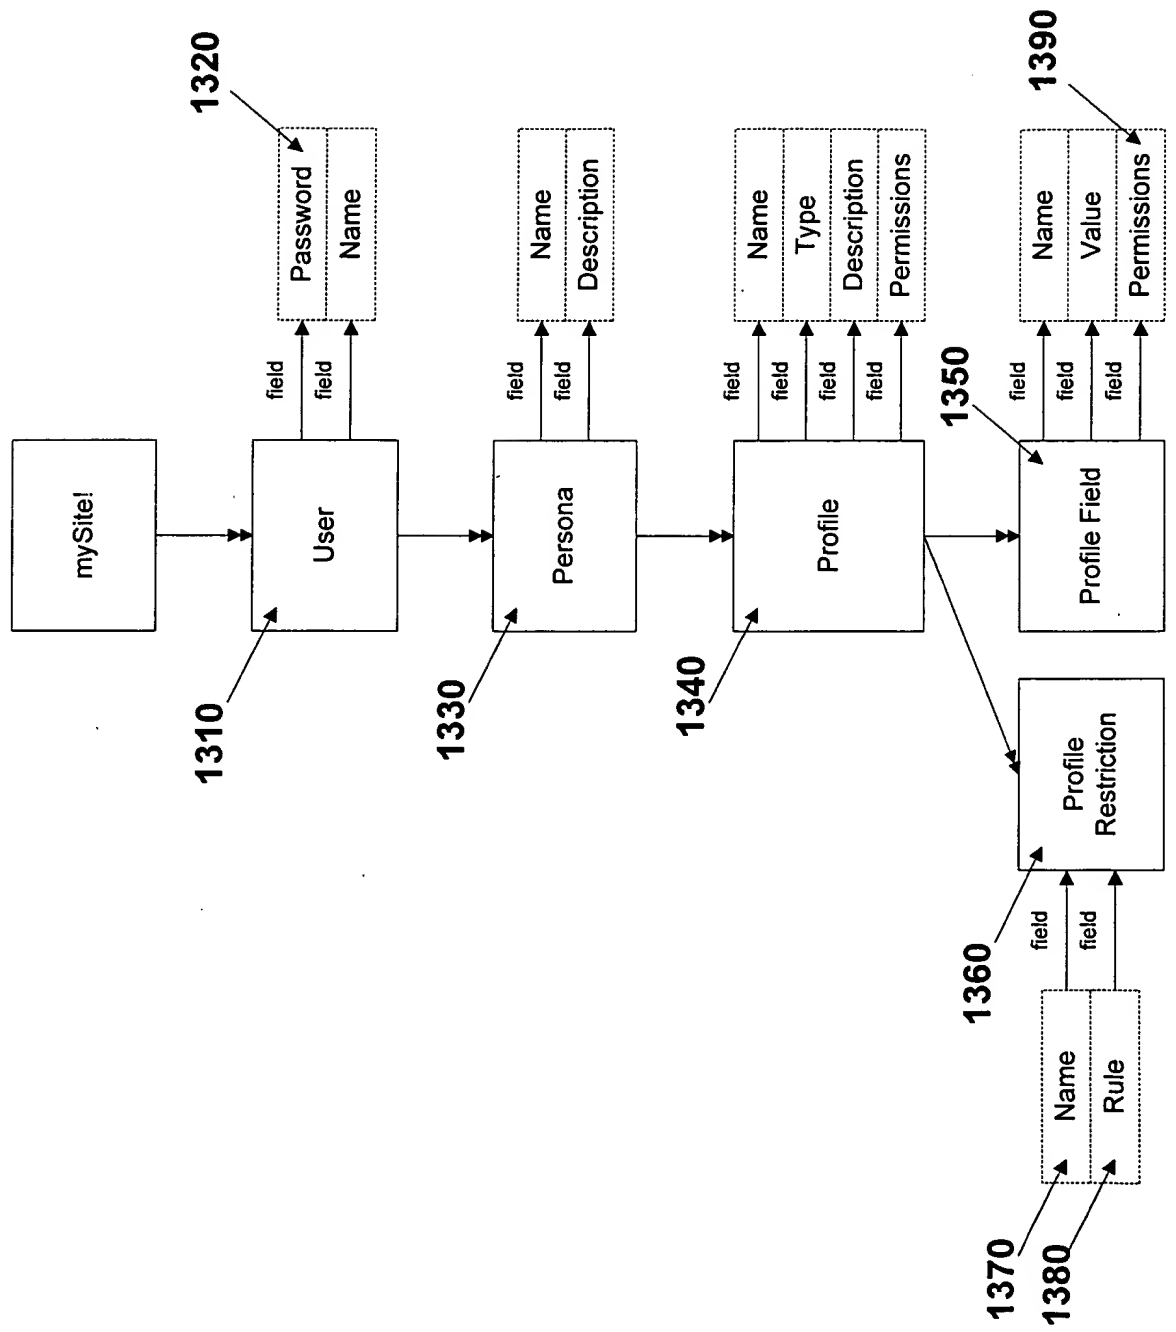 mySite!
1310
User
field
field
Password
Name
1320
1330
Persona
field
field
Name
Description
1340
Profile
field
field
field
field
Name
Type
Description
Permissions
1370
1380
Name
Rule
field
field
1360
Profile
Restriction
Profile Field
1350
field
field
field
Name
Value
Permissions
1390